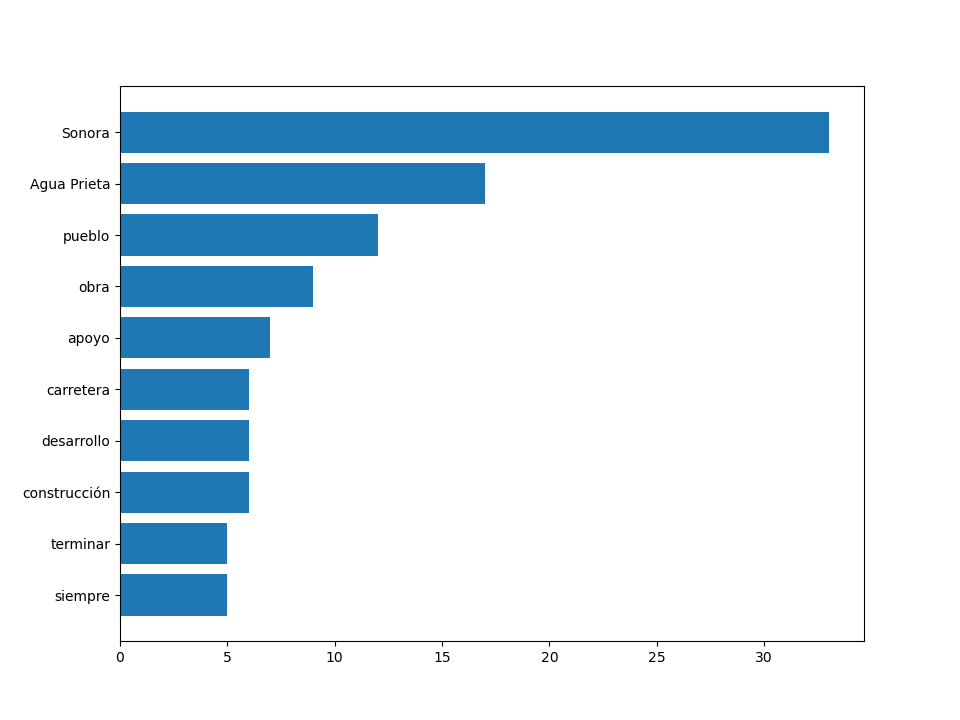 Sonora
Agua Prieta
pueblo
obra
apoyo
carretera
desarrollo
construcción
terminar
siempre
0 5 10 15 20 25 30